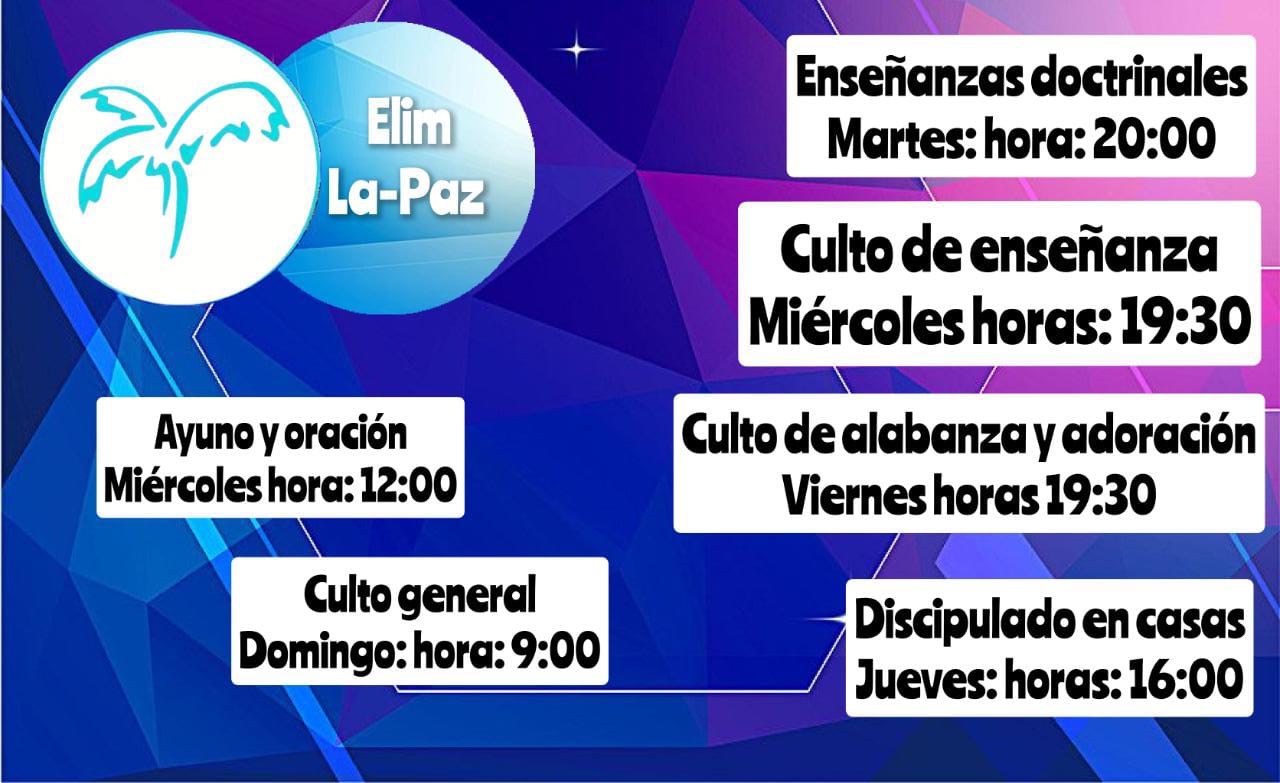 Elim
La-Paz
Enseñanzas doctrinales
Martes: hora: 20:00
Culto de enseñanza
Miércoles horas: 19:30
Ayuno y oración
Miércoles hora: 12:00
Culto de alabanza y adoración
Viernes horas 19:30
Culto general
Domingo: hora: 9:00
Discipulado en casas
Jueves: horas: 16:00